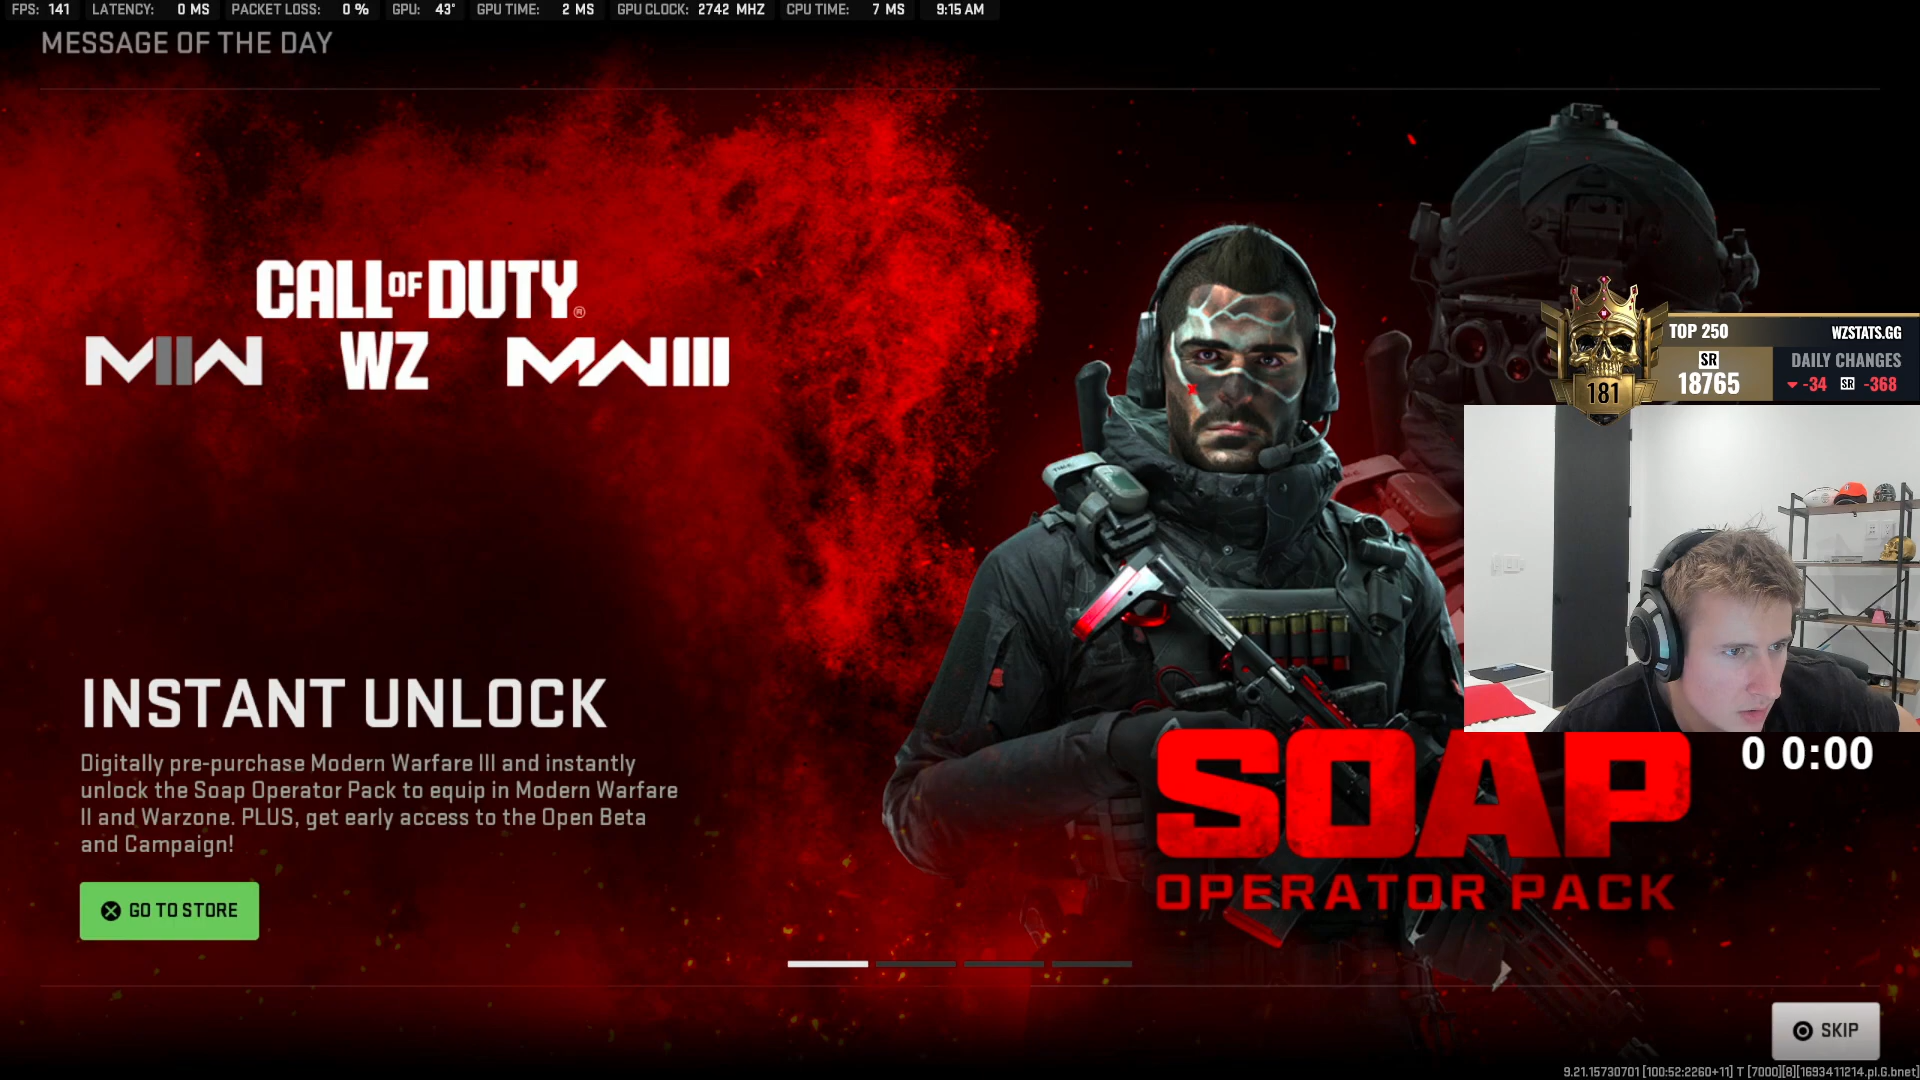 FPS: 141 LATENCY: 0 MS PACKET LOSS: 0 % GPU: 43° GPU TIME: 2 MS GPU CLOCK: 2742 MHZ CPU TIME: 7 MS 9:15 AM
MESSAGE OF THE DAY
CALL OF DUTY®
MWII WZ MWIII
TOP 250 WZSTATS.GG
SR DAILY CHANGES
181 18765 -34 SR -368
INSTANT UNLOCK
Digitally pre-purchase Modern Warfare III and instantly
unlock the Soap Operator Pack to equip in Modern Warfare
II and Warzone. PLUS, get early access to the Open Beta
and Campaign!
GO TO STORE
SOAP
OPERATOR PACK
0 0:00
SKIP
9.21.15730701 [100:52:2260+11] T [7000][8][1693411214.pl.G.bnet]